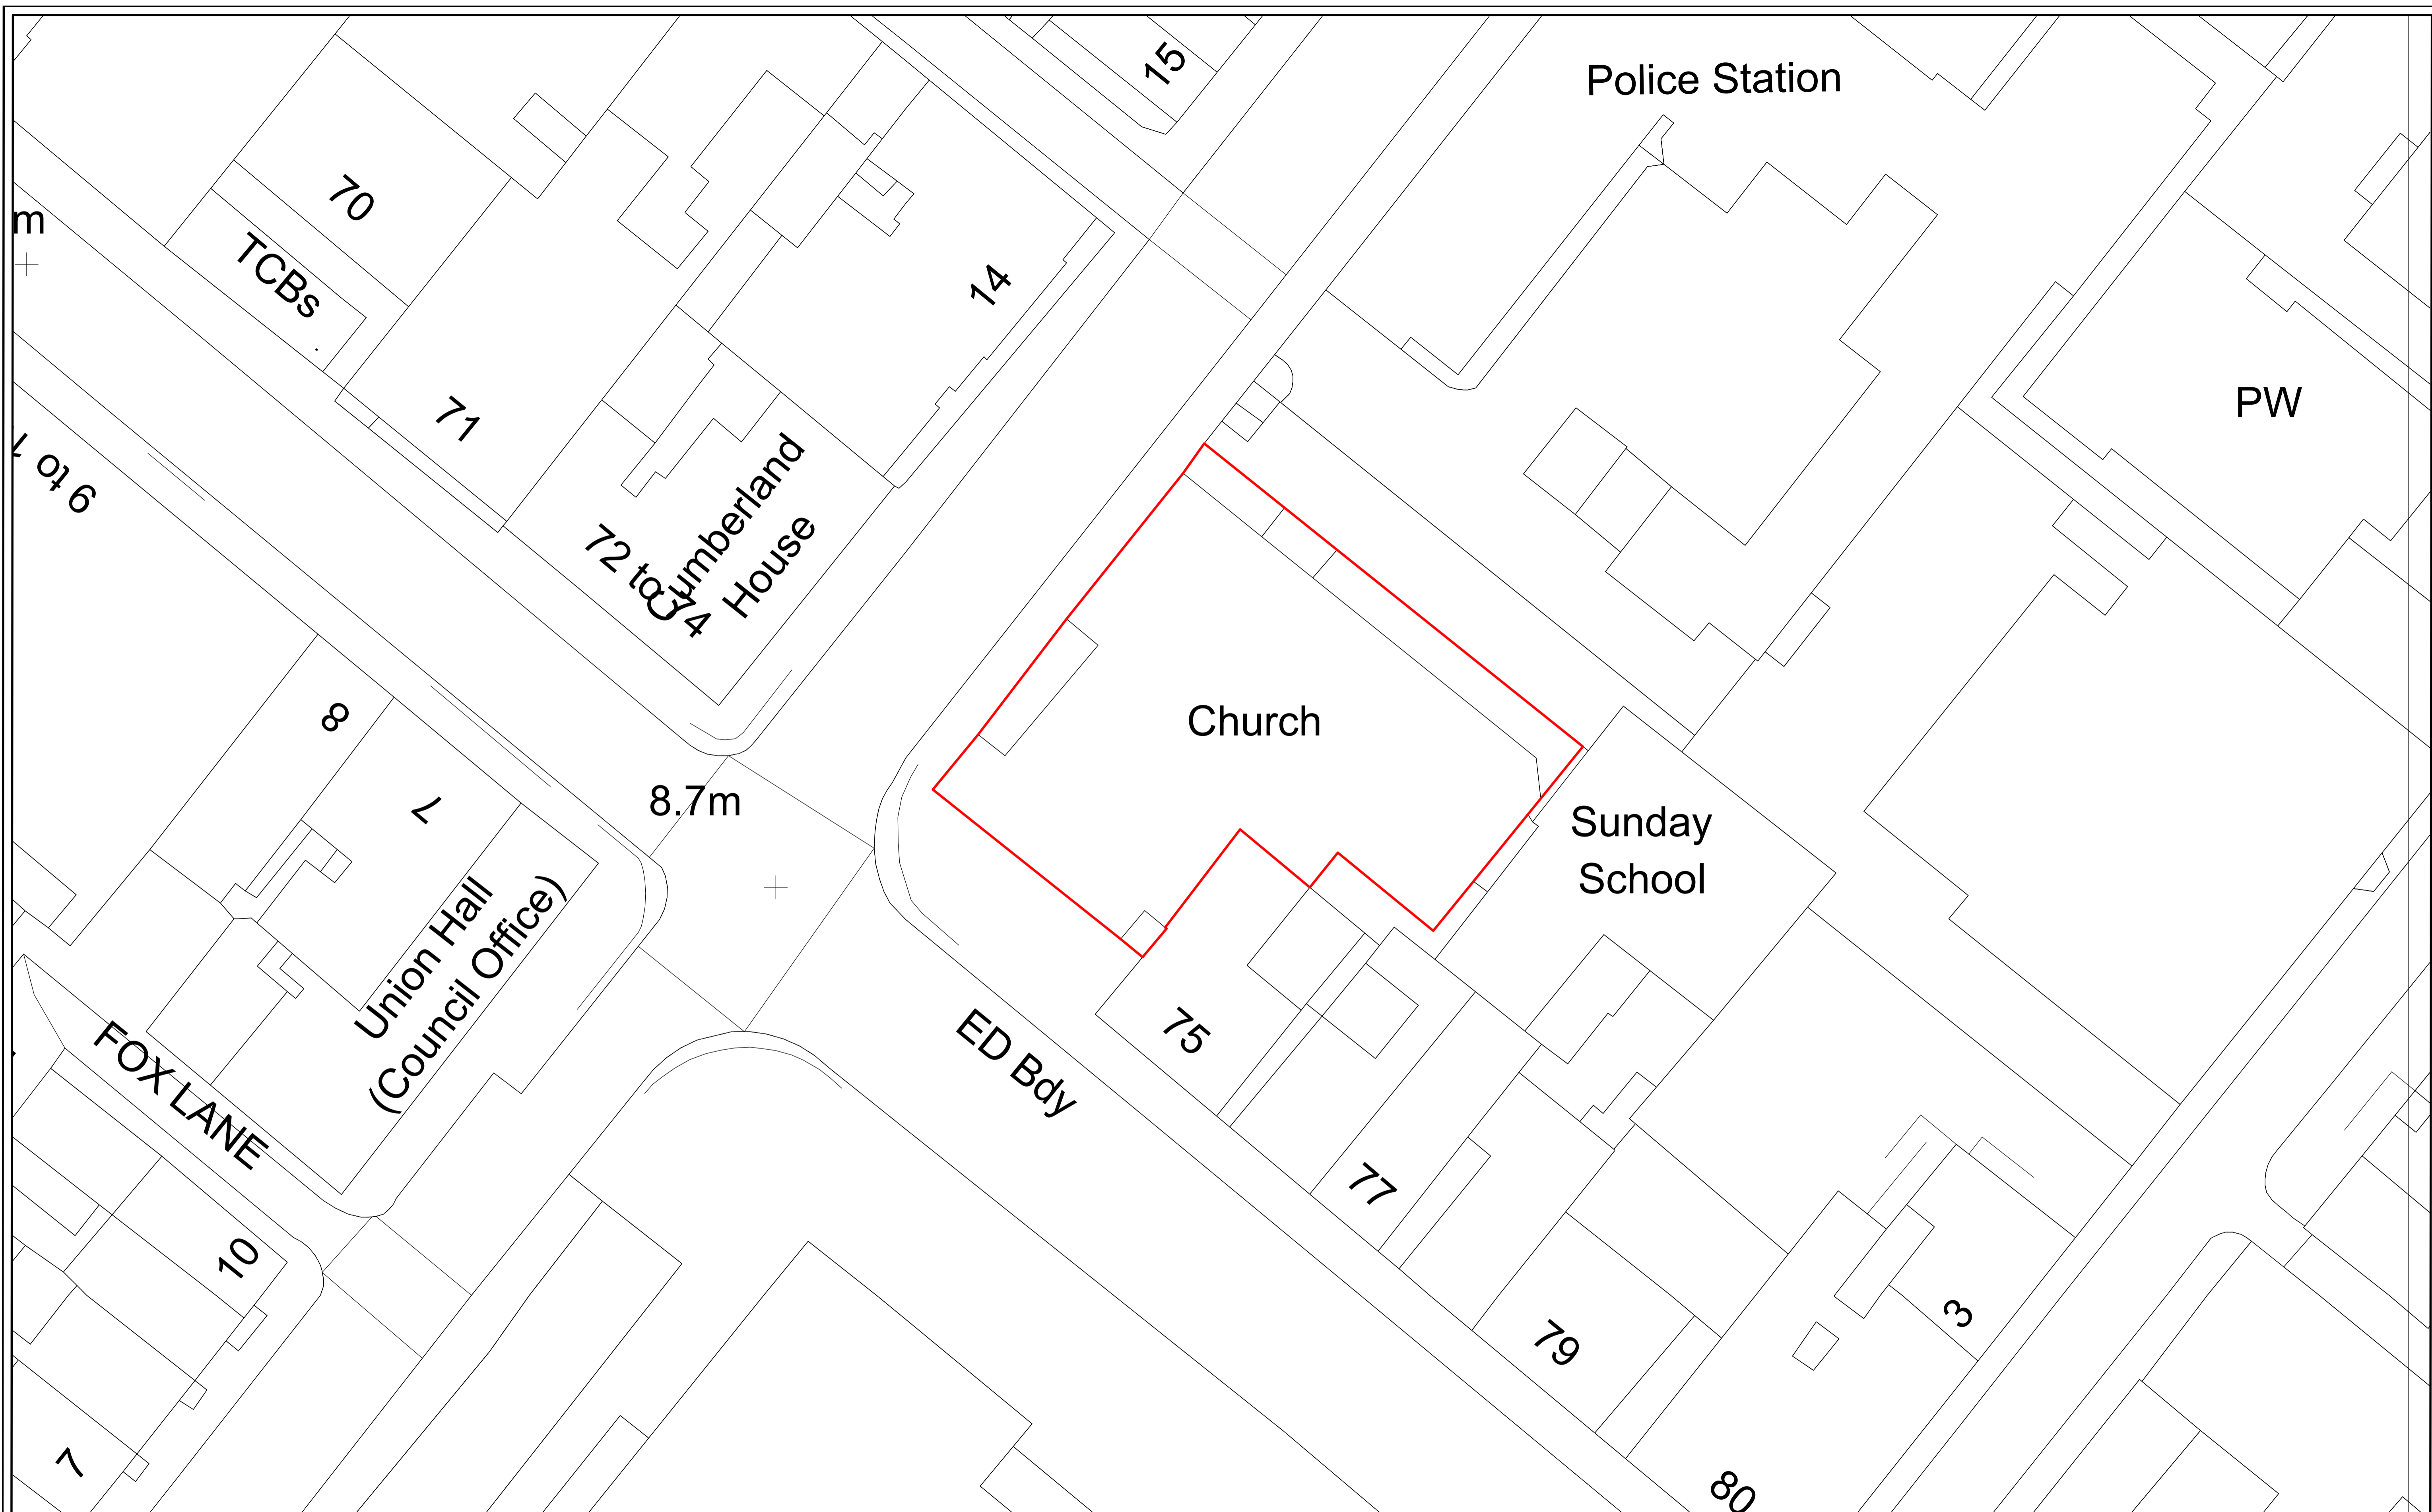 15
Police Station
70
m
TCBs
14
71
PW
Cumberland
House
72 to 74
Church
8
7
8.7m
Sunday
School
Union Hall
(Council Office)
ED Bdy
75
FOX LANE
77
10
3
79
7
80